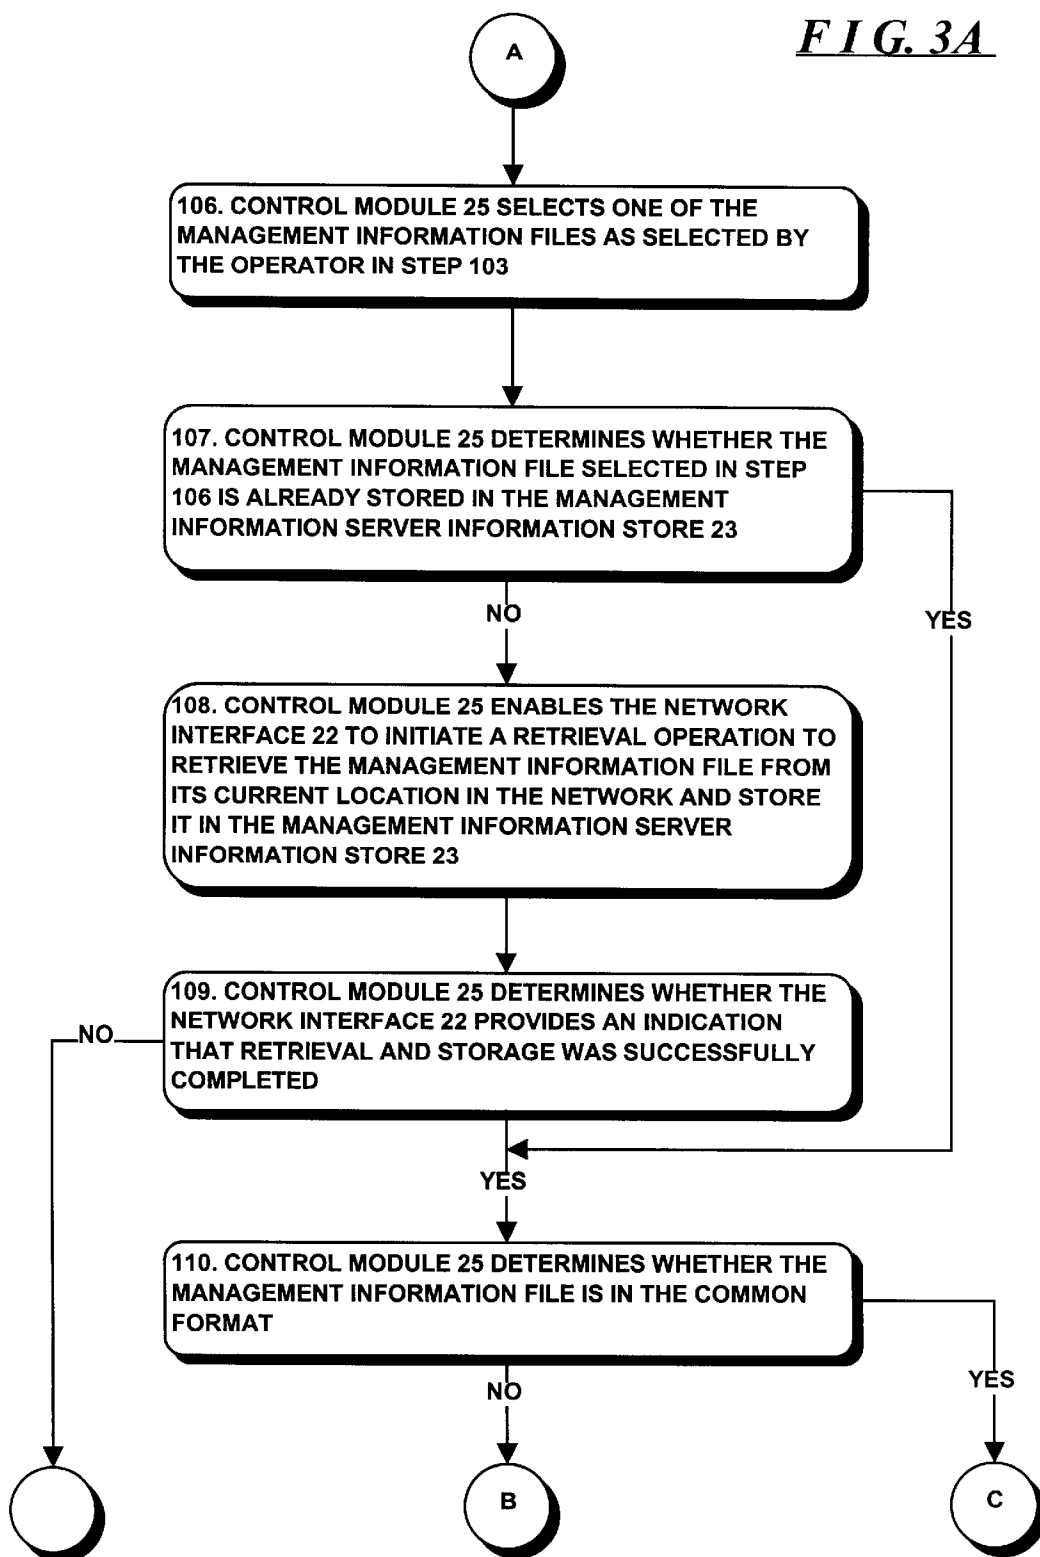 F I G. 3A
A
106. CONTROL MODULE 25 SELECTS ONE OF THE
MANAGEMENT INFORMATION FILES AS SELECTED BY
THE OPERATOR IN STEP 103
107. CONTROL MODULE 25 DETERMINES WHETHER THE
MANAGEMENT INFORMATION FILE SELECTED IN STEP
106 IS ALREADY STORED IN THE MANAGEMENT
INFORMATION SERVER INFORMATION STORE 23
NO
YES
108. CONTROL MODULE 25 ENABLES THE NETWORK
INTERFACE 22 TO INITIATE A RETRIEVAL OPERATION TO
RETRIEVE THE MANAGEMENT INFORMATION FILE FROM
ITS CURRENT LOCATION IN THE NETWORK AND STORE
IT IN THE MANAGEMENT INFORMATION SERVER
INFORMATION STORE 23
109. CONTROL MODULE 25 DETERMINES WHETHER THE
NETWORK INTERFACE 22 PROVIDES AN INDICATION
THAT RETRIEVAL AND STORAGE WAS SUCCESSFULLY
COMPLETED
NO
YES
110. CONTROL MODULE 25 DETERMINES WHETHER THE
MANAGEMENT INFORMATION FILE IS IN THE COMMON
FORMAT
NO
YES
B
C